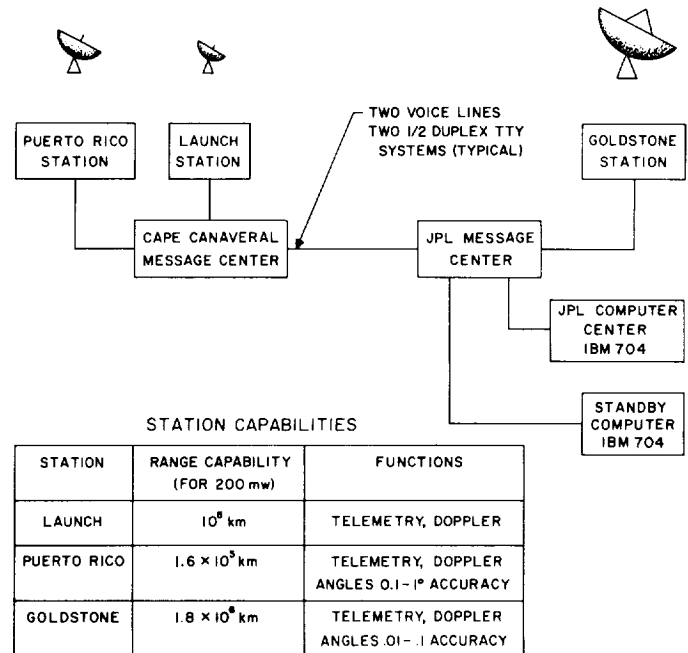 PUERTO RICO
STATION
LAUNCH
STATION
TWO VOICE LINES
TWO 1/2 DUPLEX TTY
SYSTEMS (TYPICAL)
GOLDSTONE
STATION
CAPE CANAVERAL
MESSAGE CENTER
JPL MESSAGE
CENTER
JPL COMPUTER
CENTER
IBM 704
STANDBY
COMPUTER
IBM 704
STATION CAPABILITIES
STATION RANGE CAPABILITY FUNCTIONS
(FOR 200 mw)
LAUNCH 10⁶ km TELEMETRY, DOPPLER
PUERTO RICO 1.6 × 10⁵ km TELEMETRY, DOPPLER
ANGLES 0.1-1° ACCURACY
GOLDSTONE 1.8 × 10⁶ km TELEMETRY, DOPPLER
ANGLES .01-.1 ACCURACY